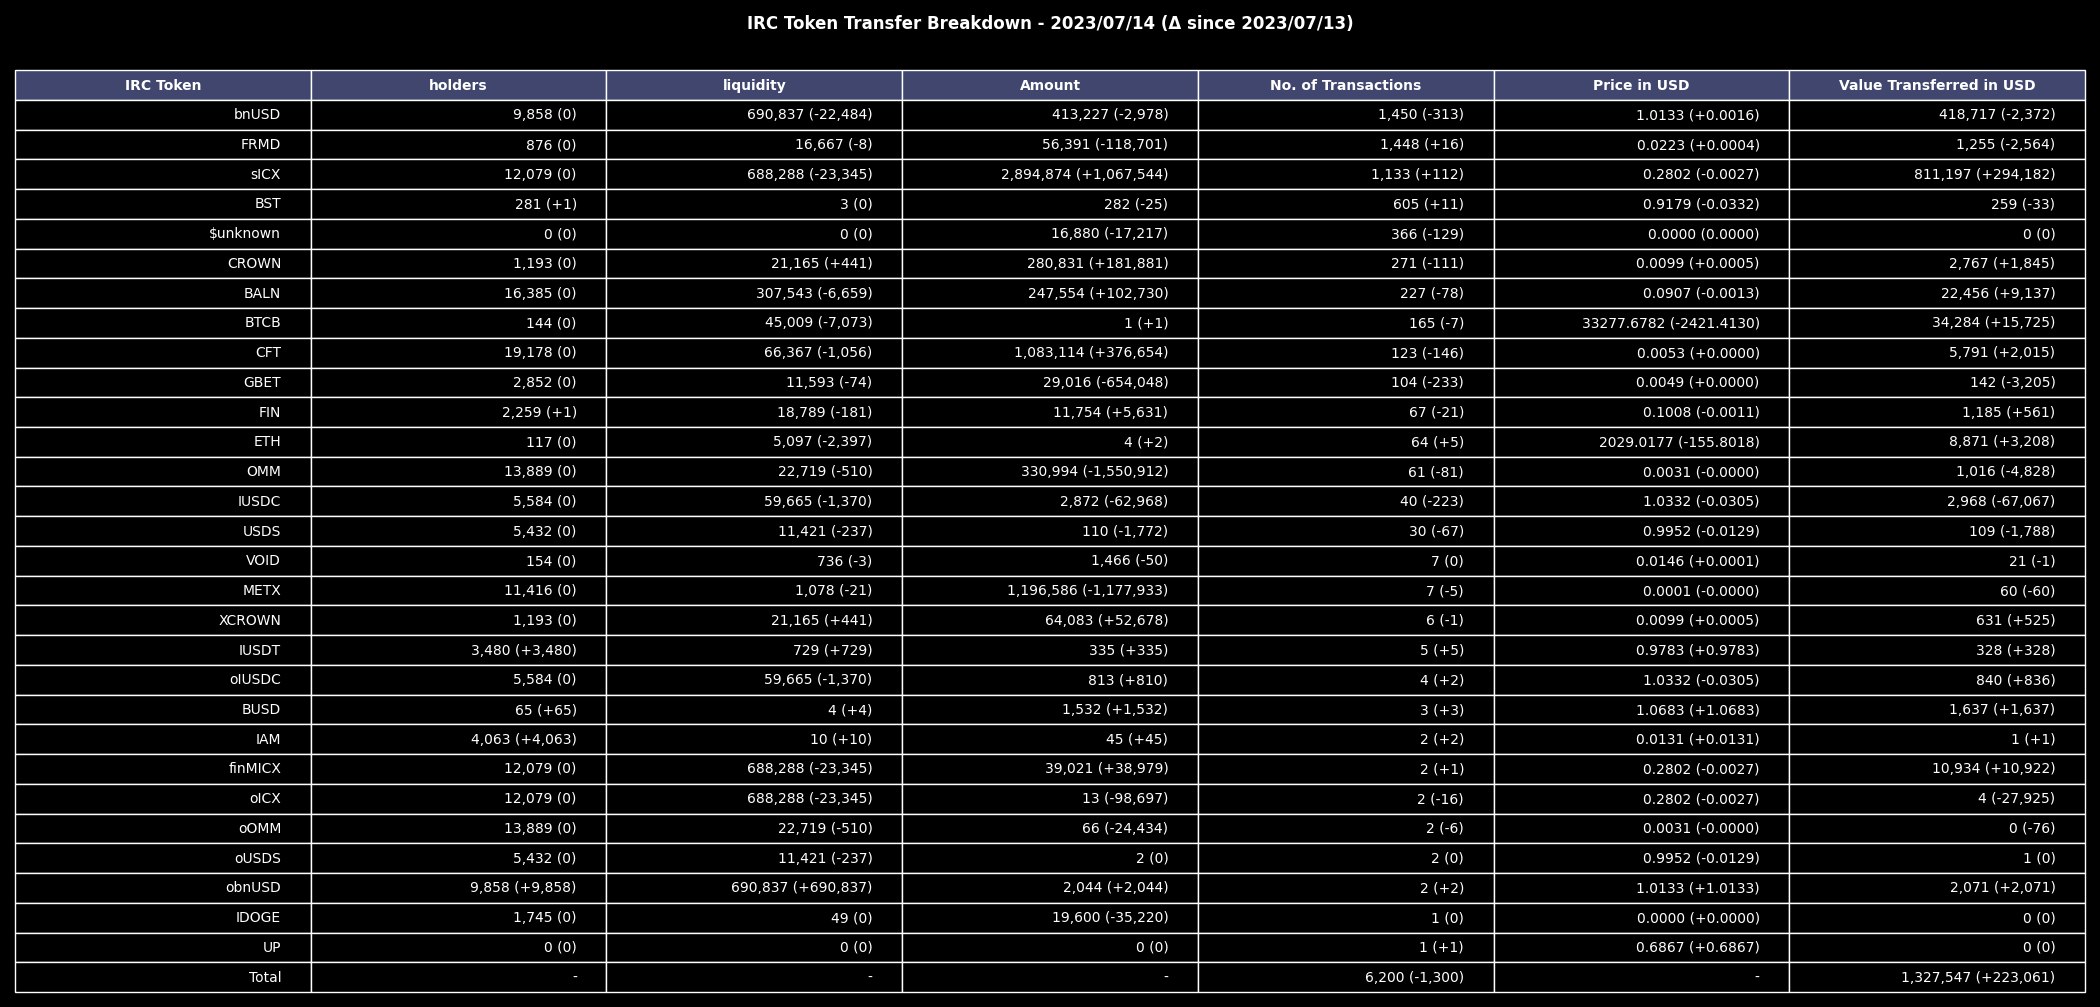 IRC Token Transfer Breakdown - 2023/07/14 (Δ since 2023/07/13)
IRC Token holders liquidity Amount No. of Transactions Price in USD Value Transferred in USD
bnUSD 9,858 (0) 690,837 (-22,484) 413,227 (-2,978) 1,450 (-313) 1.0133 (+0.0016) 418,717 (-2,372)
FRMD 876 (0) 16,667 (-8) 56,391 (-118,701) 1,448 (+16) 0.0223 (+0.0004) 1,255 (-2,564)
sICX 12,079 (0) 688,288 (-23,345) 2,894,874 (+1,067,544) 1,133 (+112) 0.2802 (-0.0027) 811,197 (+294,182)
BST 281 (+1) 3 (0) 282 (-25) 605 (+11) 0.9179 (-0.0332) 259 (-33)
$unknown 0 (0) 0 (0) 16,880 (-17,217) 366 (-129) 0.0000 (0.0000) 0 (0)
CROWN 1,193 (0) 21,165 (+441) 280,831 (+181,881) 271 (-111) 0.0099 (+0.0005) 2,767 (+1,845)
BALN 16,385 (0) 307,543 (-6,659) 247,554 (+102,730) 227 (-78) 0.0907 (-0.0013) 22,456 (+9,137)
BTCB 144 (0) 45,009 (-7,073) 1 (+1) 165 (-7) 33277.6782 (-2421.4130) 34,284 (+15,725)
CFT 19,178 (0) 66,367 (-1,056) 1,083,114 (+376,654) 123 (-146) 0.0053 (+0.0000) 5,791 (+2,015)
GBET 2,852 (0) 11,593 (-74) 29,016 (-654,048) 104 (-233) 0.0049 (+0.0000) 142 (-3,205)
FIN 2,259 (+1) 18,789 (-181) 11,754 (+5,631) 67 (-21) 0.1008 (-0.0011) 1,185 (+561)
ETH 117 (0) 5,097 (-2,397) 4 (+2) 64 (+5) 2029.0177 (-155.8018) 8,871 (+3,208)
OMM 13,889 (0) 22,719 (-510) 330,994 (-1,550,912) 61 (-81) 0.0031 (-0.0000) 1,016 (-4,828)
IUSDC 5,584 (0) 59,665 (-1,370) 2,872 (-62,968) 40 (-223) 1.0332 (-0.0305) 2,968 (-67,067)
USDS 5,432 (0) 11,421 (-237) 110 (-1,772) 30 (-67) 0.9952 (-0.0129) 109 (-1,788)
VOID 154 (0) 736 (-3) 1,466 (-50) 7 (0) 0.0146 (+0.0001) 21 (-1)
METX 11,416 (0) 1,078 (-21) 1,196,586 (-1,177,933) 7 (-5) 0.0001 (-0.0000) 60 (-60)
XCROWN 1,193 (0) 21,165 (+441) 64,083 (+52,678) 6 (-1) 0.0099 (+0.0005) 631 (+525)
IUSDT 3,480 (+3,480) 729 (+729) 335 (+335) 5 (+5) 0.9783 (+0.9783) 328 (+328)
oIUSDC 5,584 (0) 59,665 (-1,370) 813 (+810) 4 (+2) 1.0332 (-0.0305) 840 (+836)
BUSD 65 (+65) 4 (+4) 1,532 (+1,532) 3 (+3) 1.0683 (+1.0683) 1,637 (+1,637)
IAM 4,063 (+4,063) 10 (+10) 45 (+45) 2 (+2) 0.0131 (+0.0131) 1 (+1)
finMICX 12,079 (0) 688,288 (-23,345) 39,021 (+38,979) 2 (+1) 0.2802 (-0.0027) 10,934 (+10,922)
oICX 12,079 (0) 688,288 (-23,345) 13 (-98,697) 2 (-16) 0.2802 (-0.0027) 4 (-27,925)
oOMM 13,889 (0) 22,719 (-510) 66 (-24,434) 2 (-6) 0.0031 (-0.0000) 0 (-76)
oUSDS 5,432 (0) 11,421 (-237) 2 (0) 2 (0) 0.9952 (-0.0129) 1 (0)
obnUSD 9,858 (+9,858) 690,837 (+690,837) 2,044 (+2,044) 2 (+2) 1.0133 (+1.0133) 2,071 (+2,071)
IDOGE 1,745 (0) 49 (0) 19,600 (-35,220) 1 (0) 0.0000 (+0.0000) 0 (0)
UP 0 (0) 0 (0) 0 (0) 1 (+1) 0.6867 (+0.6867) 0 (0)
Total - - - 6,200 (-1,300) - 1,327,547 (+223,061)